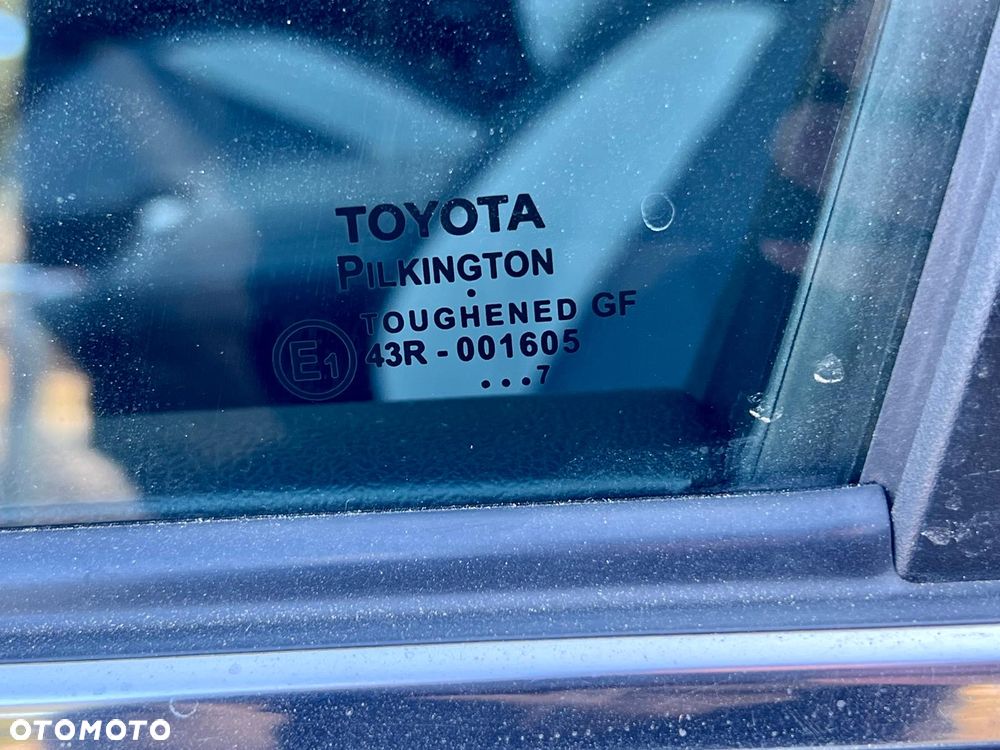 TOYOTA
PILKINGTON
.
TOUGHENED GF
E1 43R - 001605
...7
OTOMOTO